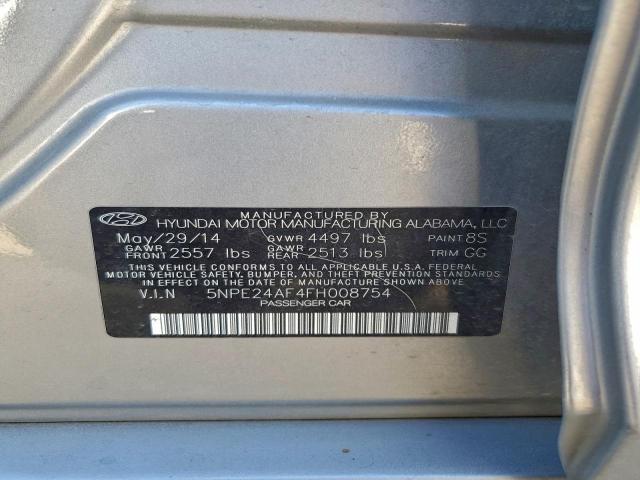 MANUFACTURED BY
HYUNDAI MOTOR MANUFACTURING ALABAMA, LLC
May/29/14 GVWR 4497 lbs PAINT 8S
GAWR FRONT 2557 lbs GAWR REAR 2513 lbs TRIM GG
THIS VEHICLE CONFORMS TO ALL APPLICABLE U.S.A. FEDERAL
MOTOR VEHICLE SAFETY, BUMPER, AND THEFT PREVENTION STANDARDS
IN EFFECT ON THE DATE OF MANUFACTURE SHOWN ABOVE.
V.I.N 5NPE24AF4FH008754
PASSENGER CAR